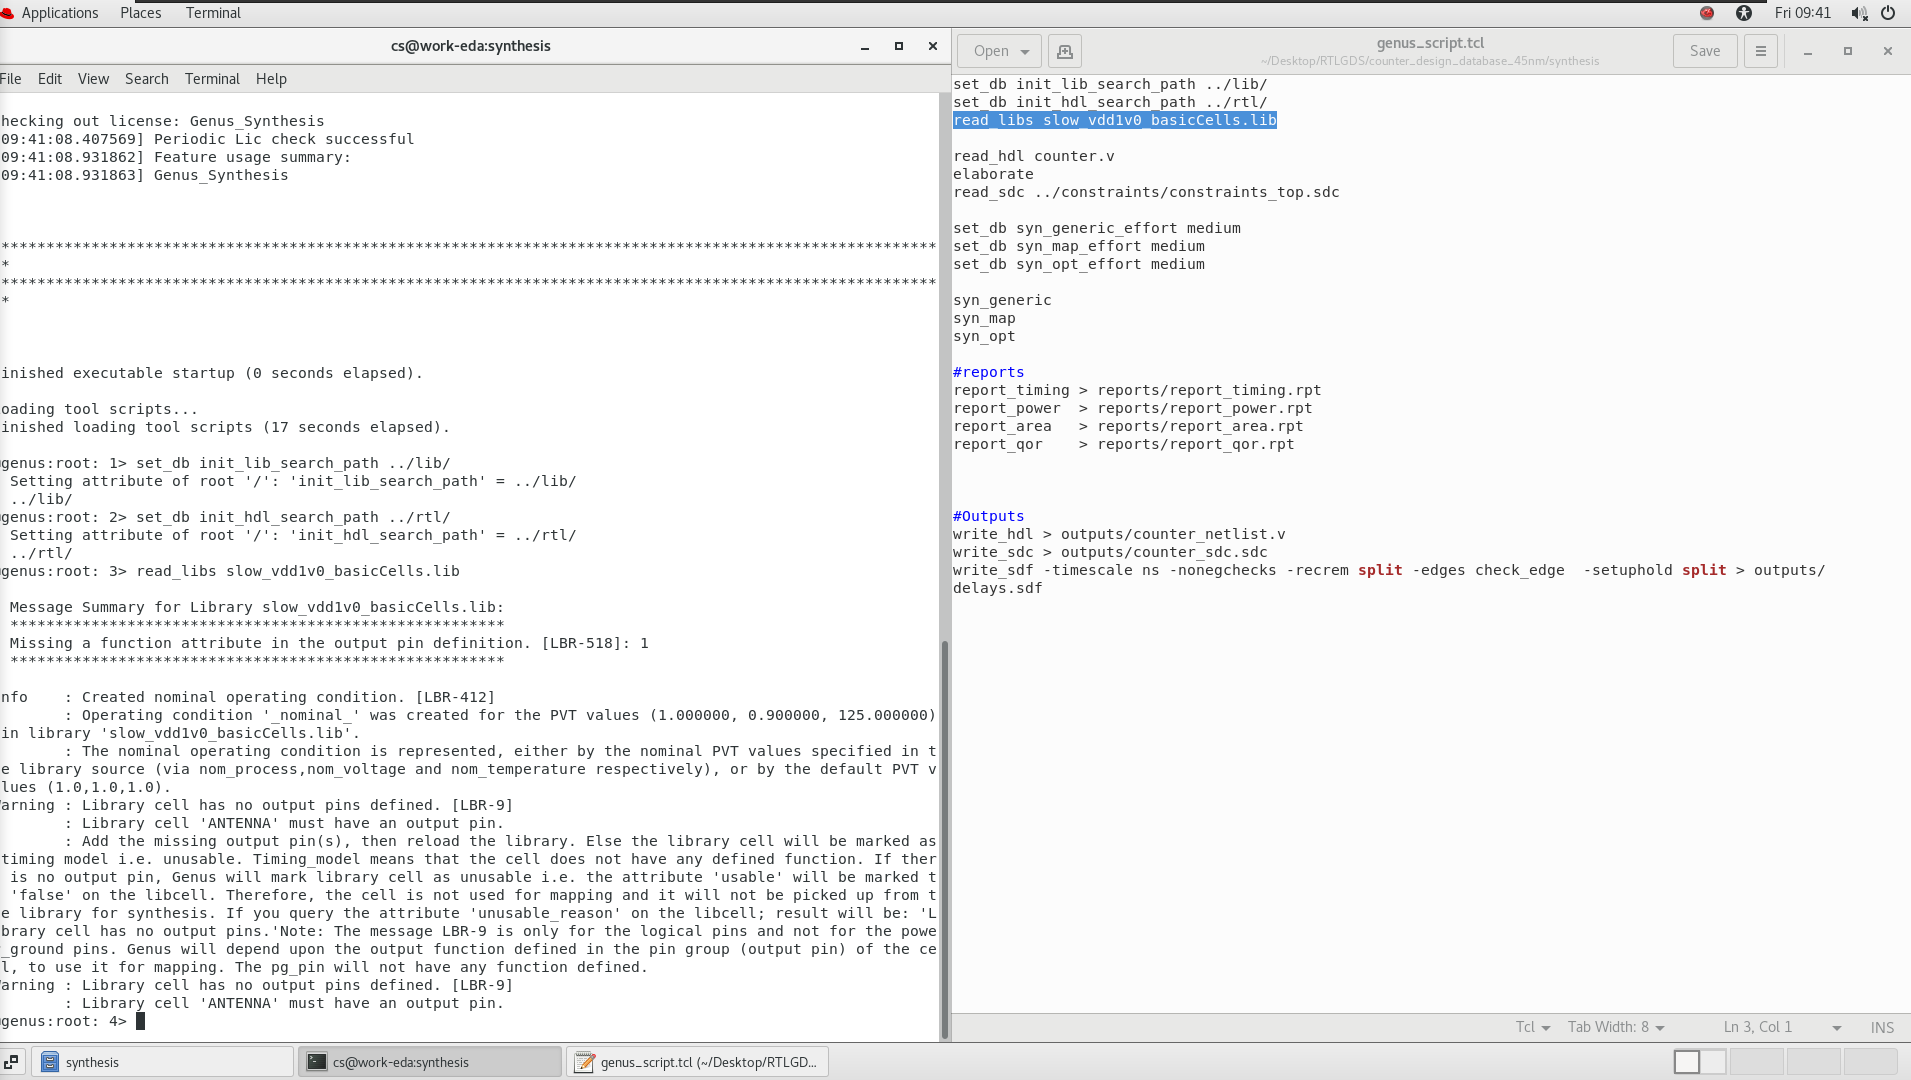 Applications Places Terminal
Fri 09:41
cs@work-eda:synthesis
File Edit View Search Terminal Help
hecking out license: Genus_Synthesis
09:41:08.407569] Periodic Lic check successful
09:41:08.931862] Feature usage summary:
09:41:08.931863] Genus_Synthesis
********************************************************************************************************
*
********************************************************************************************************
*
inished executable startup (0 seconds elapsed).
oading tool scripts...
inished loading tool scripts (17 seconds elapsed).
genus:root: 1> set_db init_lib_search_path ../lib/
Setting attribute of root '/': 'init_lib_search_path' = ../lib/
../lib/
genus:root: 2> set_db init_hdl_search_path ../rtl/
Setting attribute of root '/': 'init_hdl_search_path' = ../rtl/
../rtl/
genus:root: 3> read_libs slow_vdd1v0_basicCells.lib
Message Summary for Library slow_vdd1v0_basicCells.lib:
*******************************************************
Missing a function attribute in the output pin definition. [LBR-518]: 1
*******************************************************
nfo    : Created nominal operating condition. [LBR-412]
: Operating condition '_nominal_' was created for the PVT values (1.000000, 0.900000, 125.000000)
in library 'slow_vdd1v0_basicCells.lib'.
: The nominal operating condition is represented, either by the nominal PVT values specified in t
e library source (via nom_process,nom_voltage and nom_temperature respectively), or by the default PVT v
lues (1.0,1.0,1.0).
arning : Library cell has no output pins defined. [LBR-9]
: Library cell 'ANTENNA' must have an output pin.
: Add the missing output pin(s), then reload the library. Else the library cell will be marked as
timing model i.e. unusable. Timing_model means that the cell does not have any defined function. If ther
is no output pin, Genus will mark library cell as unusable i.e. the attribute 'usable' will be marked t
'false' on the libcell. Therefore, the cell is not used for mapping and it will not be picked up from t
e library for synthesis. If you query the attribute 'unusable_reason' on the libcell; result will be: 'L
brary cell has no output pins.'Note: The message LBR-9 is only for the logical pins and not for the powe
_ground pins. Genus will depend upon the output function defined in the pin group (output pin) of the ce
l, to use it for mapping. The pg_pin will not have any function defined.
arning : Library cell has no output pins defined. [LBR-9]
: Library cell 'ANTENNA' must have an output pin.
genus:root: 4>
Open
genus_script.tcl
~/Desktop/RTLGDS/counter_design_database_45nm/synthesis
Save
set_db init_lib_search_path ../lib/
set_db init_hdl_search_path ../rtl/
read_libs slow_vdd1v0_basicCells.lib
read_hdl counter.v
elaborate
read_sdc ../constraints/constraints_top.sdc
set_db syn_generic_effort medium
set_db syn_map_effort medium
set_db syn_opt_effort medium
syn_generic
syn_map
syn_opt
#reports
report_timing > reports/report_timing.rpt
report_power  > reports/report_power.rpt
report_area   > reports/report_area.rpt
report_qor    > reports/report_qor.rpt
#Outputs
write_hdl > outputs/counter_netlist.v
write_sdc > outputs/counter_sdc.sdc
write_sdf -timescale ns -nonegchecks -recrem split -edges check_edge  -setuphold split > outputs/
delays.sdf
Tcl Tab Width: 8 Ln 3, Col 1 INS
synthesis
cs@work-eda:synthesis
genus_script.tcl (~/Desktop/RTLGD...